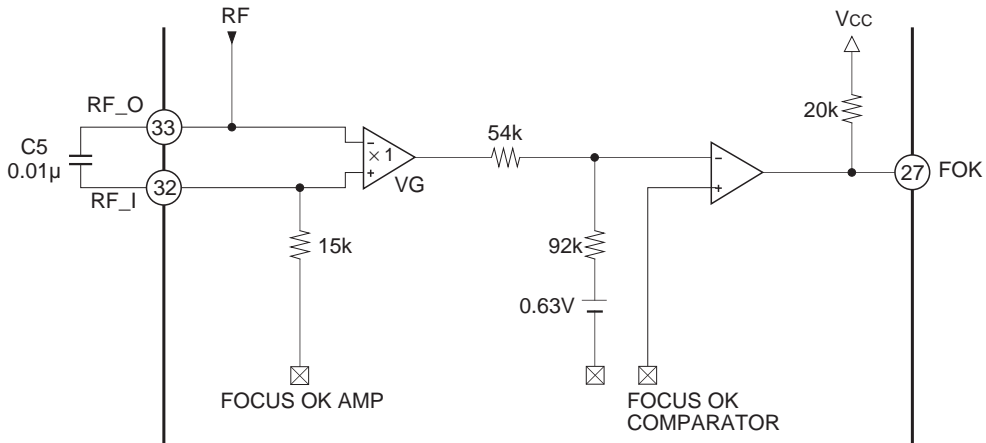 RF
VCC
RF_O
33
20k
C5
0.01µ
54k
−
× 1
+
VG
−
+
27
FOK
32
RF_I
15k
92k
0.63V
FOCUS OK AMP
FOCUS OK
COMPARATOR